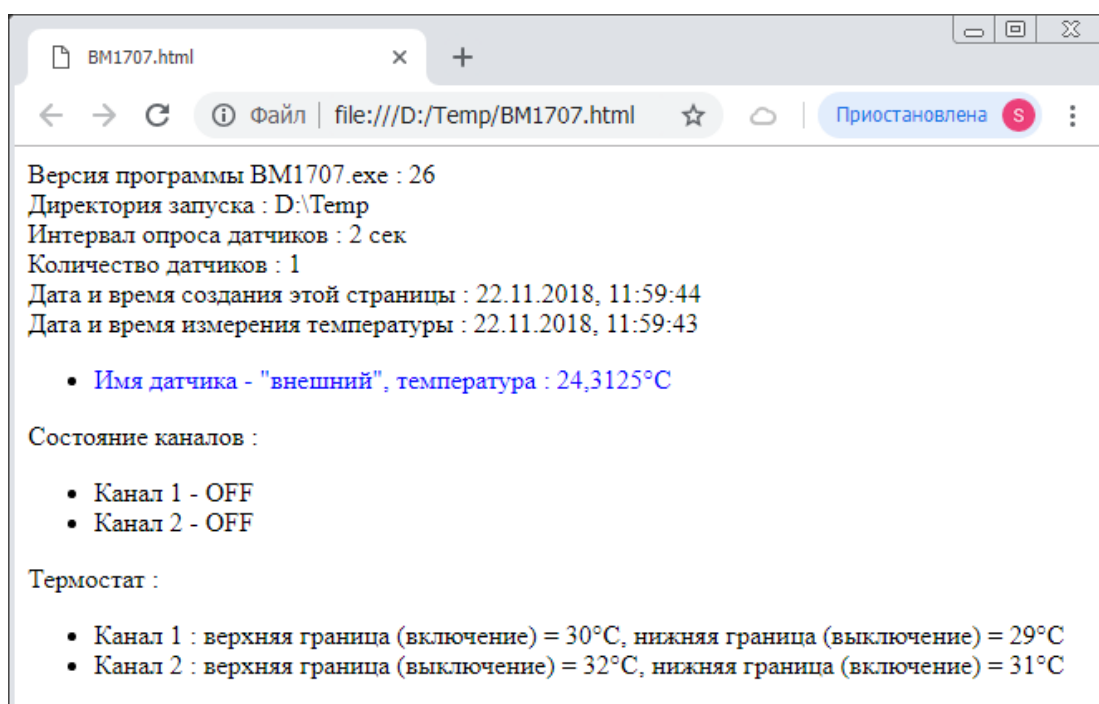 BM1707.html
Файл | file:///D:/Temp/BM1707.html Приостановлена S
Версия программы BM1707.exe : 26
Директория запуска : D:\Temp
Интервал опроса датчиков : 2 сек
Количество датчиков : 1
Дата и время создания этой страницы : 22.11.2018, 11:59:44
Дата и время измерения температуры : 22.11.2018, 11:59:43
• Имя датчика - "внешний", температура : 24,3125°C
Состояние каналов :
• Канал 1 - OFF
• Канал 2 - OFF
Термостат :
• Канал 1 : верхняя граница (включение) = 30°C, нижняя граница (выключение) = 29°C
• Канал 2 : верхняя граница (выключение) = 32°C, нижняя граница (включение) = 31°C